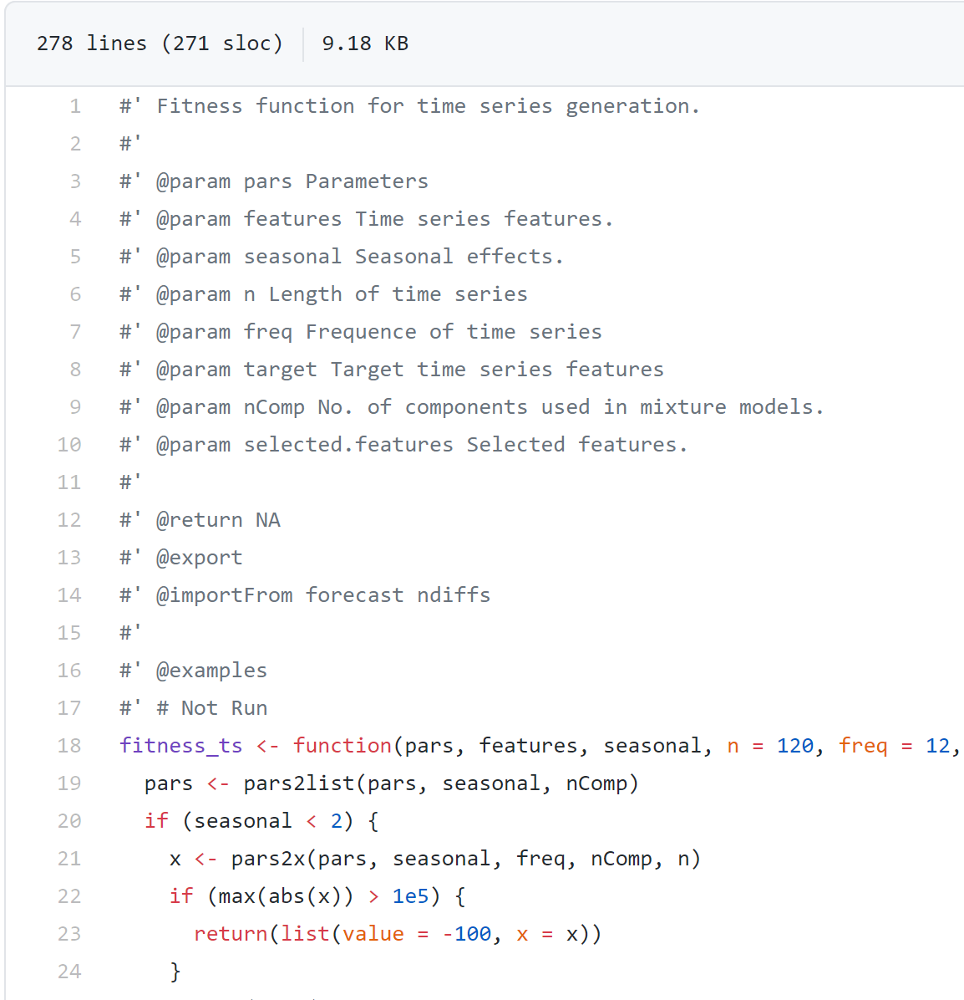 278 lines (271 sloc) 9.18 KB
1 #' Fitness function for time series generation.
2 #'
3 #' @param pars Parameters
4 #' @param features Time series features.
5 #' @param seasonal Seasonal effects.
6 #' @param n Length of time series
7 #' @param freq Frequence of time series
8 #' @param target Target time series features
9 #' @param nComp No. of components used in mixture models.
10 #' @param selected.features Selected features.
11 #'
12 #' @return NA
13 #' @export
14 #' @importFrom forecast ndiffs
15 #'
16 #' @examples
17 #' # Not Run
18 fitness_ts <- function(pars, features, seasonal, n = 120, freq = 12,
19 pars <- pars2list(pars, seasonal, nComp)
20 if (seasonal < 2) {
21 x <- pars2x(pars, seasonal, freq, nComp, n)
22 if (max(abs(x)) > 1e5) {
23 return(list(value = -100, x = x))
24 }